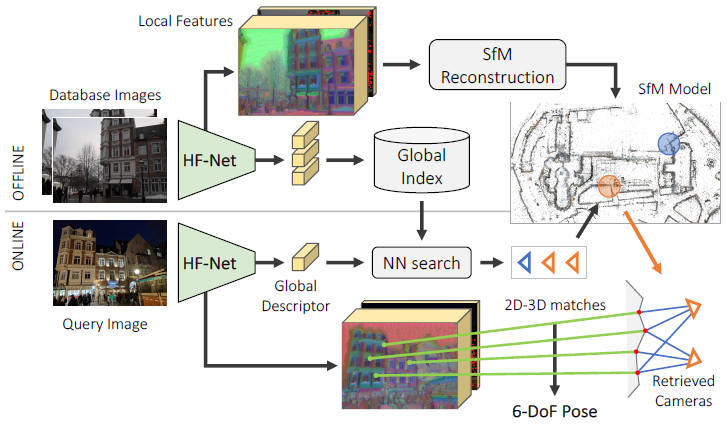 Local Features
SfM
Reconstruction
SfM Model
Database Images
HF-Net
Global
Index
OFFLINE
ONLINE
HF-Net
Global
Descriptor
NN search
Query Image
2D-3D matches
Retrieved
Cameras
6-DoF Pose